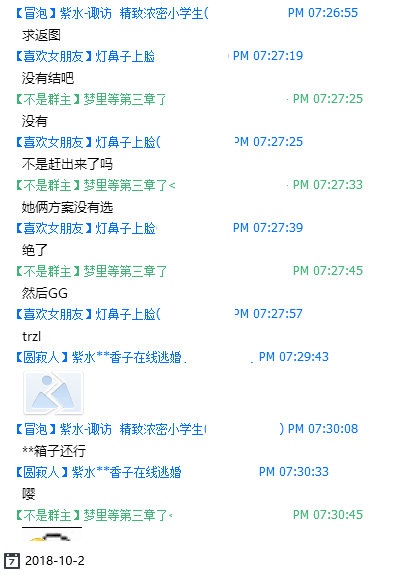 【冒泡】紫水-诹访 精致浓密小学生( PM 07:26:55
求返图
【喜欢女朋友】灯鼻子上脸( PM 07:27:19
没有结吧
【不是群主】梦里等第三章了 PM 07:27:25
没有
【喜欢女朋友】灯鼻子上脸( PM 07:27:25
不是赶出来了吗
【不是群主】梦里等第三章了< PM 07:27:33
她俩方案没有选
【喜欢女朋友】灯鼻子上脸 PM 07:27:39
绝了
【不是群主】梦里等第三章了 PM 07:27:45
然后GG
【喜欢女朋友】灯鼻子上脸( PM 07:27:57
trzl
【圆寂人】紫水**香子在线逃婚 PM 07:29:43
【冒泡】紫水-诹访 精致浓密小学生( ) PM 07:30:08
**箱子还行
【圆寂人】紫水**香子在线逃婚 PM 07:30:33
嘤
【不是群主】梦里等第三章了< PM 07:30:45
7 2018-10-2